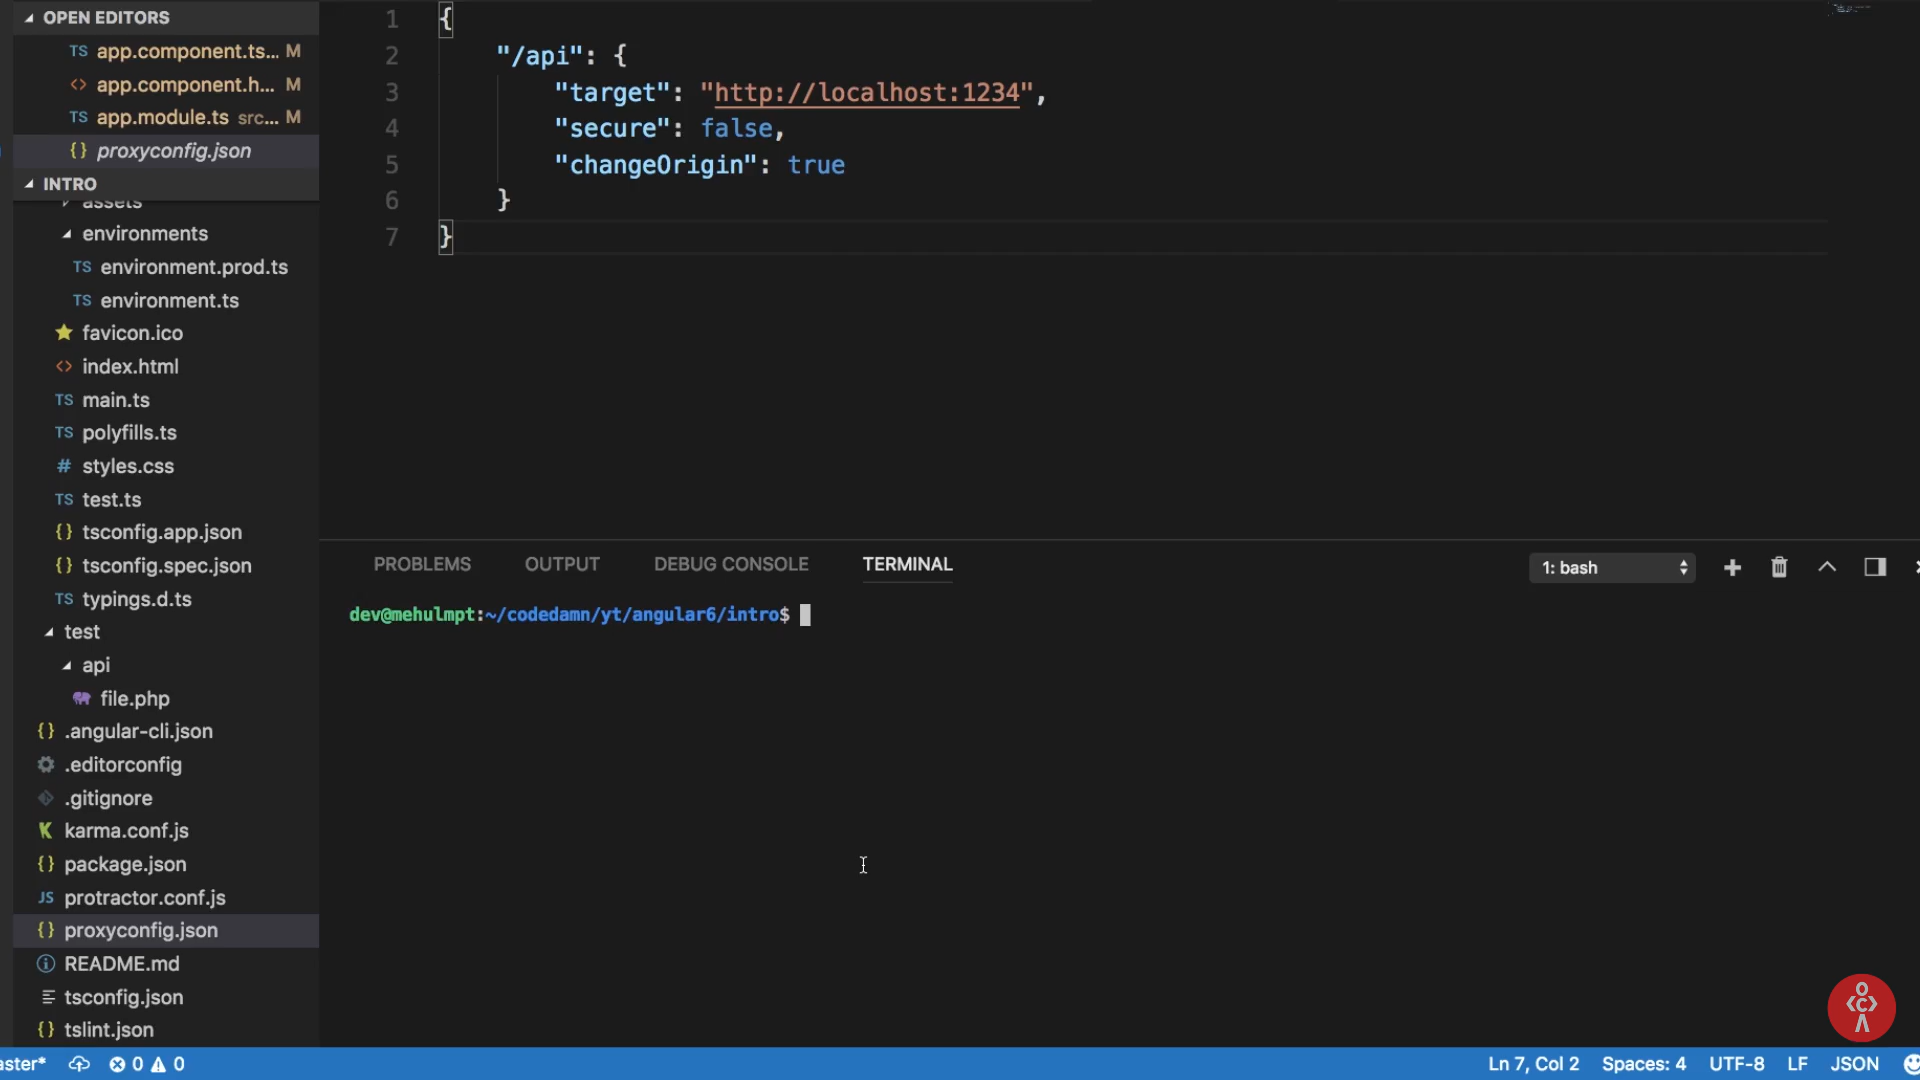 OPEN EDITORS
TS app.component.ts... M
<> app.component.h... M
TS app.module.ts src... M
{} proxyconfig.json
INTRO
assets
environments
TS environment.prod.ts
TS environment.ts
favicon.ico
<> index.html
TS main.ts
TS polyfills.ts
# styles.css
TS test.ts
{} tsconfig.app.json
{} tsconfig.spec.json
TS typings.d.ts
test
api
file.php
{} .angular-cli.json
.editorconfig
.gitignore
K karma.conf.js
{} package.json
JS protractor.conf.js
{} proxyconfig.json
README.md
tsconfig.json
{} tslint.json
1 {
2 "/api": {
3 "target": "http://localhost:1234",
4 "secure": false,
5 "changeOrigin": true
6 }
7 }
PROBLEMS OUTPUT DEBUG CONSOLE TERMINAL 1: bash
dev@mehulmpt:~/codedamn/yt/angular6/intro$
aster* 0 0 Ln 7, Col 2 Spaces: 4 UTF-8 LF JSON